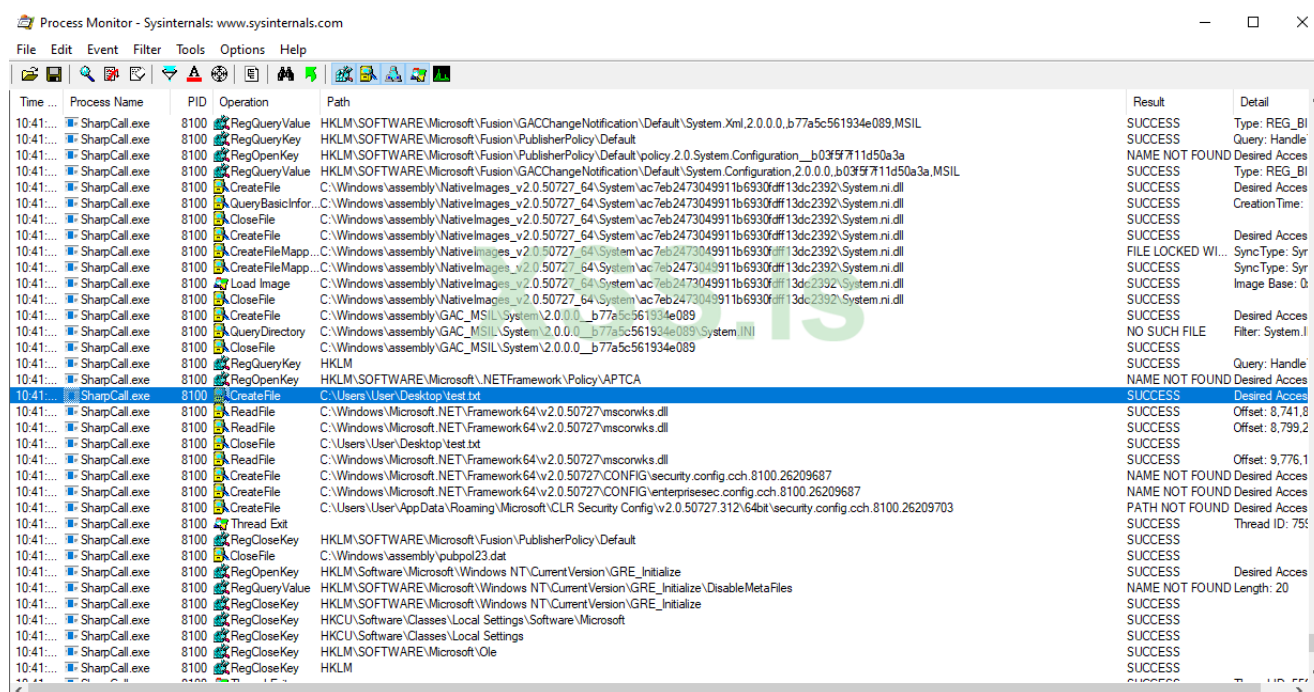 Process Monitor - Sysinternals: www.sysinternals.com
File Edit Event Filter Tools Options Help
Time ... Process Name PID Operation Path Result Detail
10:41:... SharpCall.exe 8100 RegQueryValue HKLM\SOFTWARE\Microsoft\Fusion\GACChangeNotification\Default\System.Xml,2.0.0.0,,b77a5c561934e089,MSIL SUCCESS Type: REG_BI
10:41:... SharpCall.exe 8100 RegQueryKey HKLM\SOFTWARE\Microsoft\Fusion\PublisherPolicy\Default SUCCESS Query: Handle
10:41:... SharpCall.exe 8100 RegOpenKey HKLM\SOFTWARE\Microsoft\Fusion\PublisherPolicy\Default\policy.2.0.System.Configuration__b03f5f7f11d50a3a NAME NOT FOUND Desired Acces
10:41:... SharpCall.exe 8100 RegQueryValue HKLM\SOFTWARE\Microsoft\Fusion\GACChangeNotification\Default\System.Configuration,2.0.0.0,,b03f5f7f11d50a3a,MSIL SUCCESS Type: REG_BI
10:41:... SharpCall.exe 8100 CreateFile C:\Windows\assembly\NativeImages_v2.0.50727_64\System\ac7eb2473049911b6930fdff13dc2392\System.ni.dll SUCCESS Desired Acces
10:41:... SharpCall.exe 8100 QueryBasicInfor... C:\Windows\assembly\NativeImages_v2.0.50727_64\System\ac7eb2473049911b6930fdff13dc2392\System.ni.dll SUCCESS CreationTime:
10:41:... SharpCall.exe 8100 CloseFile C:\Windows\assembly\NativeImages_v2.0.50727_64\System\ac7eb2473049911b6930fdff13dc2392\System.ni.dll SUCCESS
10:41:... SharpCall.exe 8100 CreateFile C:\Windows\assembly\NativeImages_v2.0.50727_64\System\ac7eb2473049911b6930fdff13dc2392\System.ni.dll SUCCESS Desired Acces
10:41:... SharpCall.exe 8100 CreateFileMapp... C:\Windows\assembly\NativeImages_v2.0.50727_64\System\ac7eb2473049911b6930fdff13dc2392\System.ni.dll FILE LOCKED WI... SyncType: Syr
10:41:... SharpCall.exe 8100 CreateFileMapp... C:\Windows\assembly\NativeImages_v2.0.50727_64\System\ac7eb2473049911b6930fdff13dc2392\System.ni.dll SUCCESS SyncType: Syr
10:41:... SharpCall.exe 8100 Load Image C:\Windows\assembly\NativeImages_v2.0.50727_64\System\ac7eb2473049911b6930fdff13dc2392\System.ni.dll SUCCESS Image Base: 0
10:41:... SharpCall.exe 8100 CloseFile C:\Windows\assembly\NativeImages_v2.0.50727_64\System\ac7eb2473049911b6930fdff13dc2392\System.ni.dll SUCCESS
10:41:... SharpCall.exe 8100 CreateFile C:\Windows\assembly\GAC_MSIL\System\2.0.0.0__b77a5c561934e089 SUCCESS Desired Acces
10:41:... SharpCall.exe 8100 QueryDirectory C:\Windows\assembly\GAC_MSIL\System\2.0.0.0__b77a5c561934e089\System.INI NO SUCH FILE Filter: System.I
10:41:... SharpCall.exe 8100 CloseFile C:\Windows\assembly\GAC_MSIL\System\2.0.0.0__b77a5c561934e089 SUCCESS
10:41:... SharpCall.exe 8100 RegQueryKey HKLM SUCCESS Query: Handle
10:41:... SharpCall.exe 8100 RegOpenKey HKLM\SOFTWARE\Microsoft\.NETFramework\Policy\APTCA NAME NOT FOUND Desired Acces
10:41:... SharpCall.exe 8100 CreateFile C:\Users\User\Desktop\test.txt SUCCESS Desired Acces
10:41:... SharpCall.exe 8100 ReadFile C:\Windows\Microsoft.NET\Framework64\v2.0.50727\mscorwks.dll SUCCESS Offset: 8,741,8
10:41:... SharpCall.exe 8100 ReadFile C:\Windows\Microsoft.NET\Framework64\v2.0.50727\mscorwks.dll SUCCESS Offset: 8,799,2
10:41:... SharpCall.exe 8100 CloseFile C:\Users\User\Desktop\test.txt SUCCESS
10:41:... SharpCall.exe 8100 ReadFile C:\Windows\Microsoft.NET\Framework64\v2.0.50727\mscorwks.dll SUCCESS Offset: 9,776,1
10:41:... SharpCall.exe 8100 CreateFile C:\Windows\Microsoft.NET\Framework64\v2.0.50727\CONFIG\security.config.cch.8100.26209687 NAME NOT FOUND Desired Acces
10:41:... SharpCall.exe 8100 CreateFile C:\Windows\Microsoft.NET\Framework64\v2.0.50727\CONFIG\enterprisesec.config.cch.8100.26209687 NAME NOT FOUND Desired Acces
10:41:... SharpCall.exe 8100 CreateFile C:\Users\User\AppData\Roaming\Microsoft\CLR Security Config\v2.0.50727.312\64bit\security.config.cch.8100.26209703 PATH NOT FOUND Desired Acces
10:41:... SharpCall.exe 8100 Thread Exit SUCCESS Thread ID: 759
10:41:... SharpCall.exe 8100 RegCloseKey HKLM\SOFTWARE\Microsoft\Fusion\PublisherPolicy\Default SUCCESS
10:41:... SharpCall.exe 8100 CloseFile C:\Windows\assembly\pubpol23.dat SUCCESS
10:41:... SharpCall.exe 8100 RegOpenKey HKLM\Software\Microsoft\Windows NT\CurrentVersion\GRE_Initialize SUCCESS Desired Acces
10:41:... SharpCall.exe 8100 RegQueryValue HKLM\SOFTWARE\Microsoft\Windows NT\CurrentVersion\GRE_Initialize\DisableMetaFiles NAME NOT FOUND Length: 20
10:41:... SharpCall.exe 8100 RegCloseKey HKLM\SOFTWARE\Microsoft\Windows NT\CurrentVersion\GRE_Initialize SUCCESS
10:41:... SharpCall.exe 8100 RegCloseKey HKCU\Software\Classes\Local Settings\Software\Microsoft SUCCESS
10:41:... SharpCall.exe 8100 RegCloseKey HKCU\Software\Classes\Local Settings SUCCESS
10:41:... SharpCall.exe 8100 RegCloseKey HKLM\SOFTWARE\Microsoft\Ole SUCCESS
10:41:... SharpCall.exe 8100 RegCloseKey HKLM SUCCESS
XSS.is